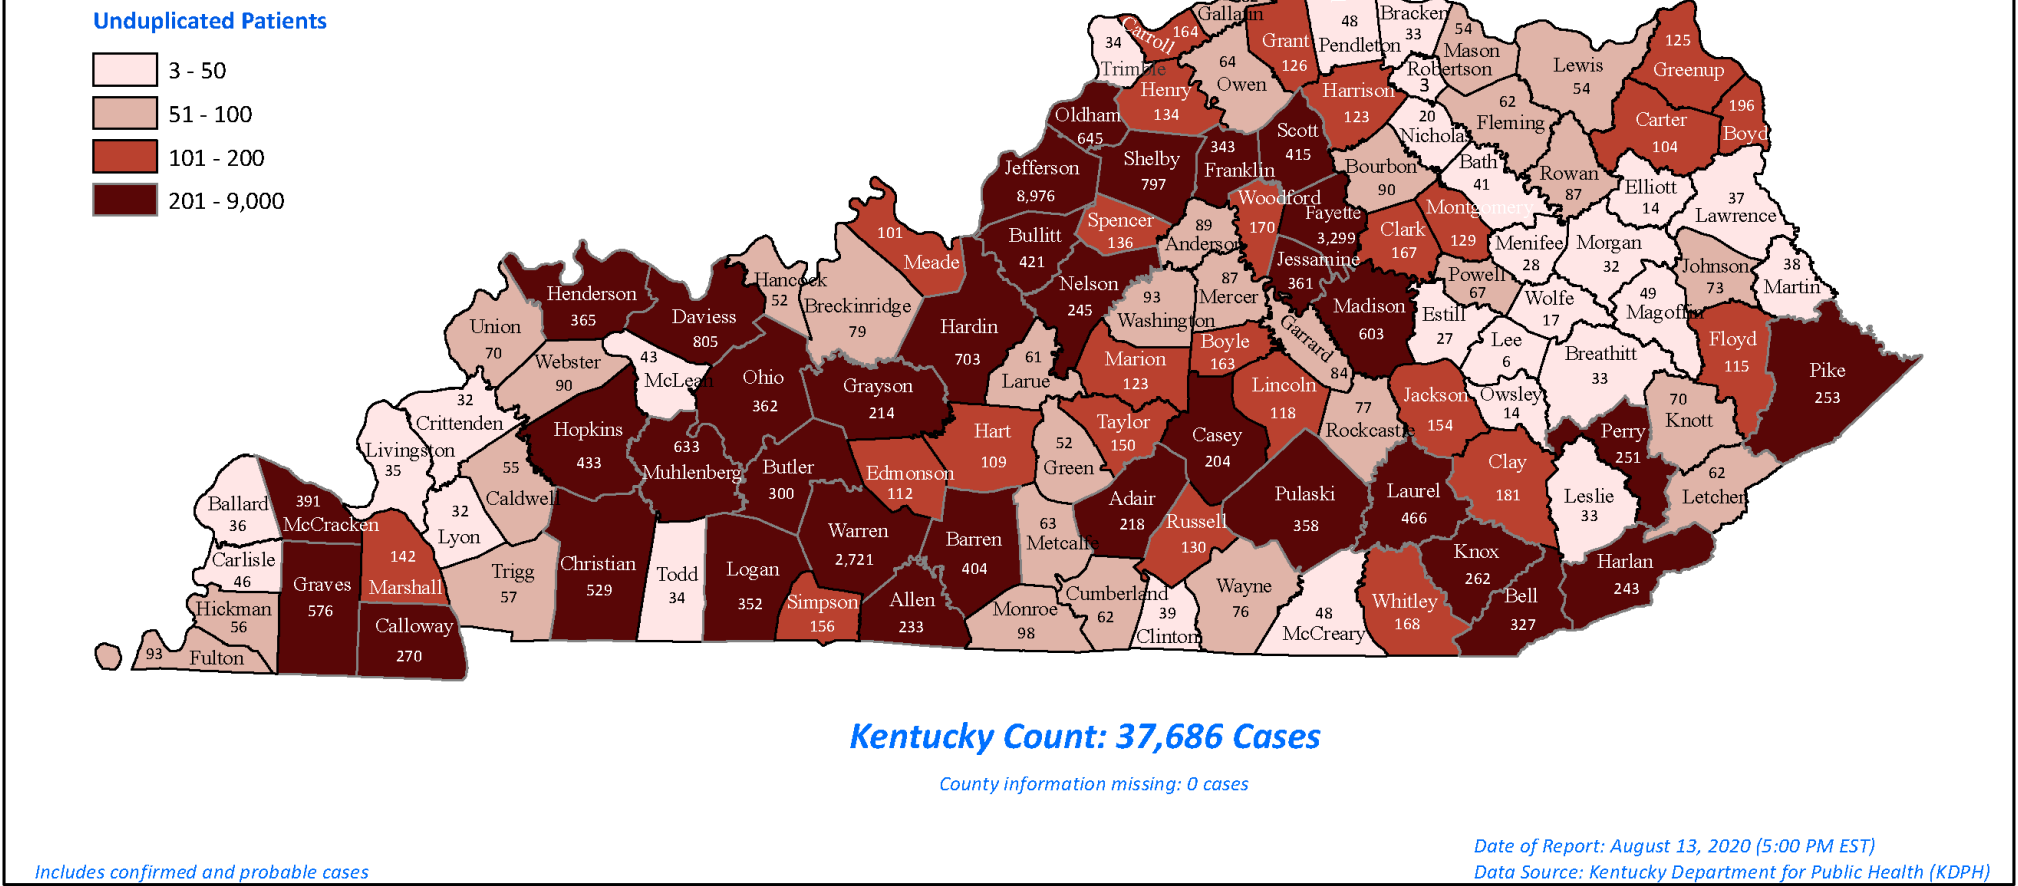 Unduplicated Patients
3 - 50
51 - 100
101 - 200
201 - 9,000
Gallatin
Carroll
164
34
Trimble
Grant
126
48
Pendleton
Bracken
33
54
Mason
Robertson
3
Lewis
54
125
Greenup
196
Boyd
Carter
104
64
Owen
Henry
134
Harrison
123
20
Nicholas
62
Fleming
Oldham
645
Scott
415
343
Franklin
Shelby
797
Jefferson
8,976
Bourbon
90
Bath
41
Rowan
87
Elliott
14
37
Lawrence
Woodford
170
Fayette
3,299
Montgomery
129
Clark
167
Spencer
136
89
Anderson
Bullitt
421
101
Meade
Jessamine
361
Menifee
28
Morgan
32
Johnson
73
38
Martin
Powell
67
Henderson
365
Hancock
52
Breckinridge
79
Nelson
245
93
Washington
87
Mercer
Madison
603
Estill
27
Wolfe
17
49
Magoffin
Union
70
Daviess
805
Hardin
703
Garrard
84
Boyle
163
Lee
6
Breathitt
33
Floyd
115
Pike
253
Webster
90
43
McLean
Ohio
362
Grayson
214
61
Larue
Marion
123
Lincoln
118
77
Rockcastle
Jackson
154
Owsley
14
70
Knott
32
Crittenden
Hopkins
433
633
Muhlenberg
Butler
300
Edmonson
112
Hart
109
52
Green
Taylor
150
Casey
204
Perry
251
Livingston
35
55
Caldwell
Clay
181
Leslie
33
62
Letcher
Ballard
36
391
McCracken
32
Lyon
Adair
218
Pulaski
358
Laurel
466
Warren
2,721
Barren
404
63
Metcalfe
Russell
130
Carlisle
46
142
Marshall
Trigg
57
Christian
529
Todd
34
Logan
352
Knox
262
Harlan
243
Graves
576
Hickman
56
Simpson
156
Allen
233
Monroe
98
Cumberland
62
39
Clinton
Wayne
76
48
McCreary
Whitley
168
Bell
327
Calloway
270
93
Fulton
Kentucky Count: 37,686 Cases
County information missing: 0 cases
Date of Report: August 13, 2020 (5:00 PM EST)
Includes confirmed and probable cases
Data Source: Kentucky Department for Public Health (KDPH)